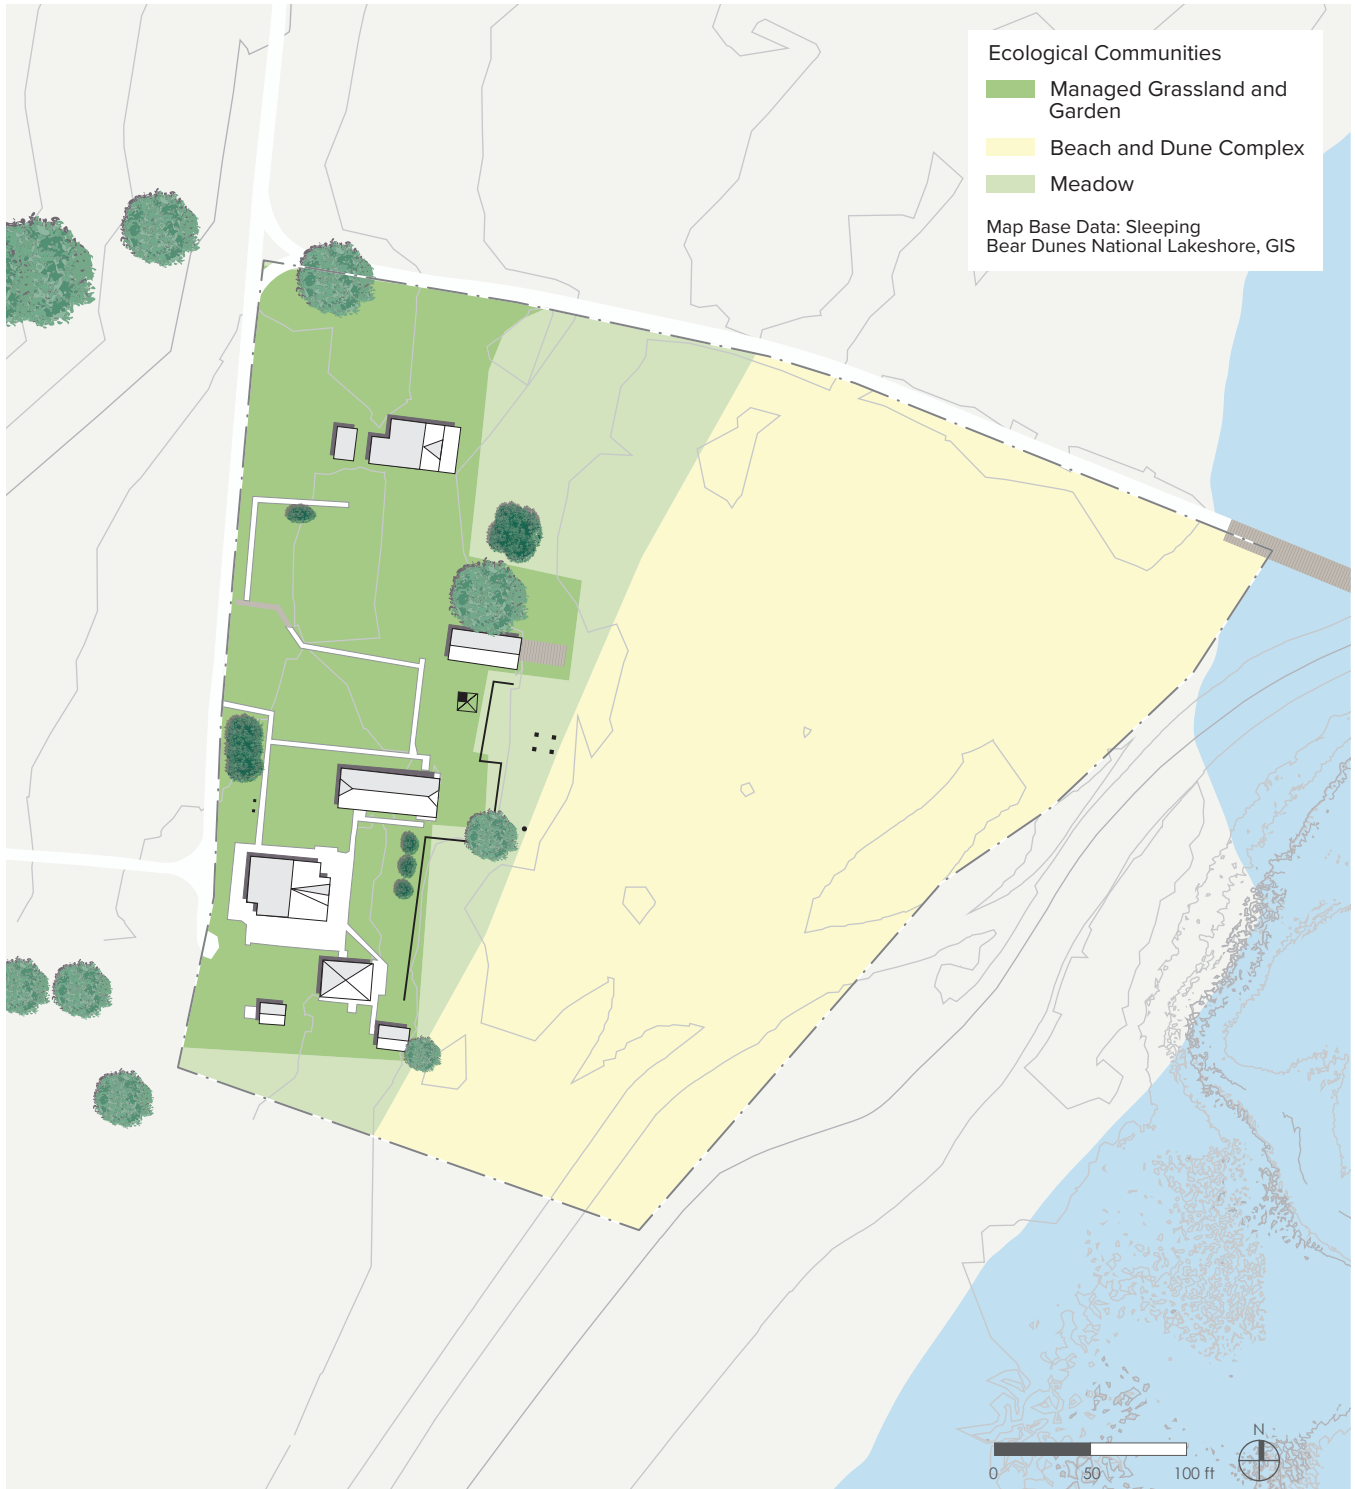 Ecological Communities
Managed Grassland and
Garden
Beach and Dune Complex
Meadow
Map Base Data: Sleeping
Bear Dunes National Lakeshore, GIS
N
0 50 100 ft